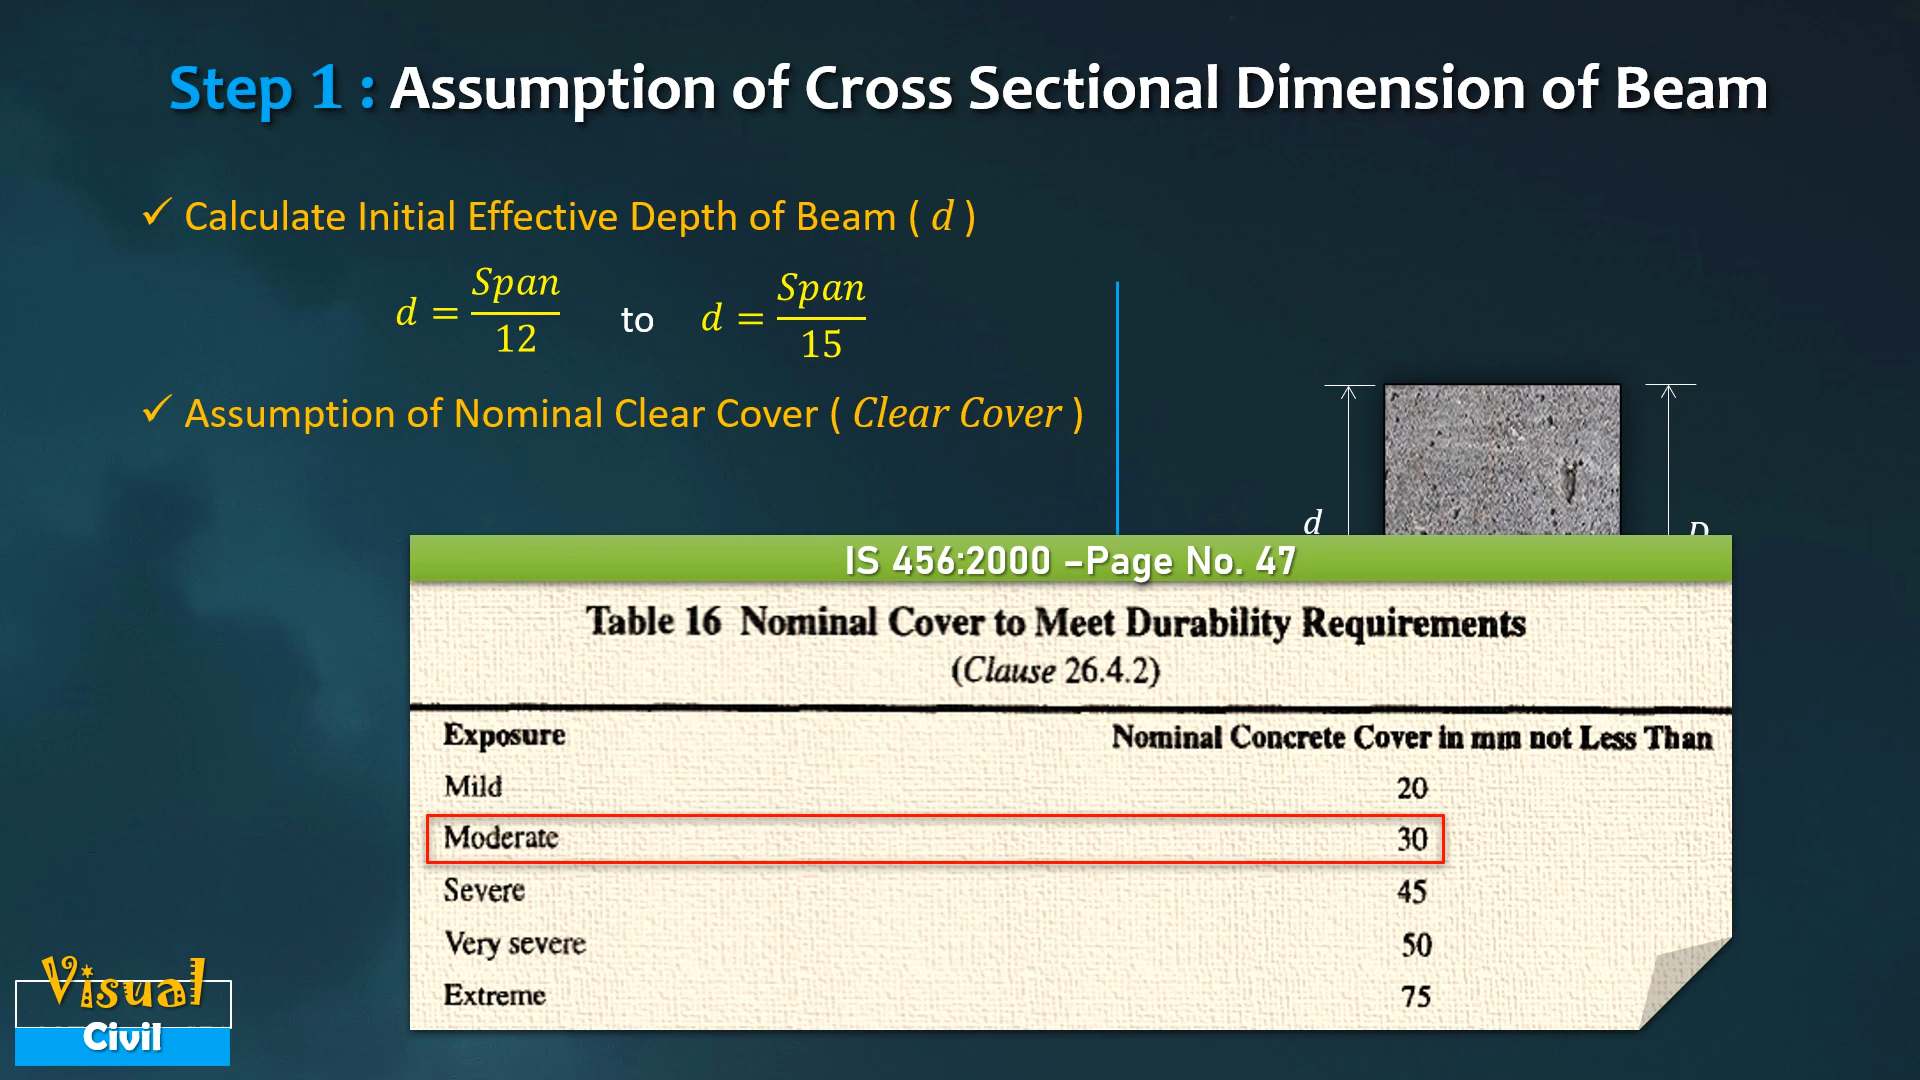 Step 1 : Assumption of Cross Sectional Dimension of Beam
✓ Calculate Initial Effective Depth of Beam ( d )
d = Span/12 to d = Span/15
✓ Assumption of Nominal Clear Cover ( Clear Cover )
d
D
IS 456:2000 –Page No. 47
Table 16 Nominal Cover to Meet Durability Requirements
(Clause 26.4.2)
Exposure Nominal Concrete Cover in mm not Less Than
Mild 20
Moderate 30
Severe 45
Very severe 50
Extreme 75
Visual
Civil